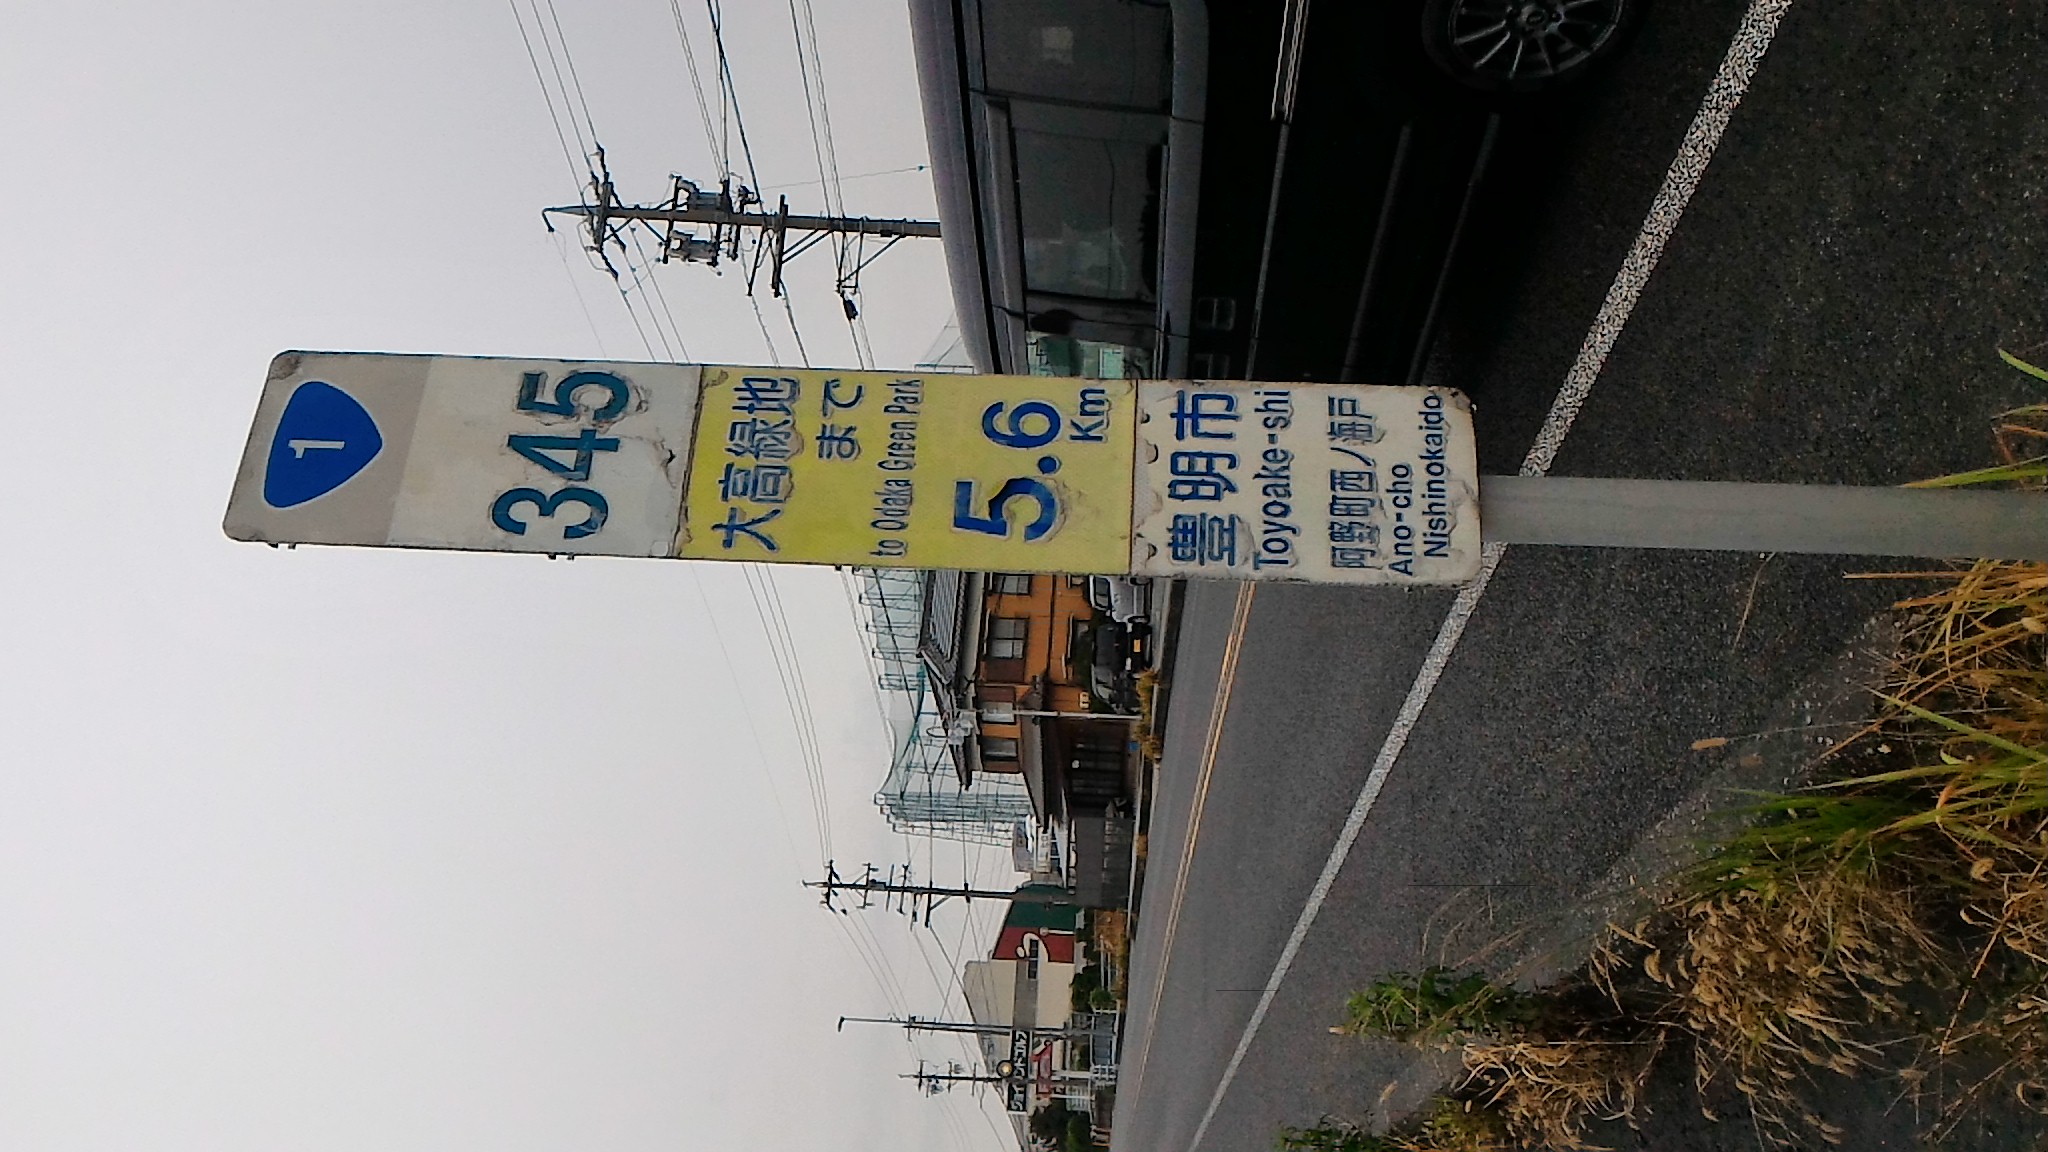 1
345
大高緑地
まで
to Odaka Green Park
5.6
Km
豊明市
Toyoake-shi
阿野町西ノ海戸
Ano-cho
Nishinokaido